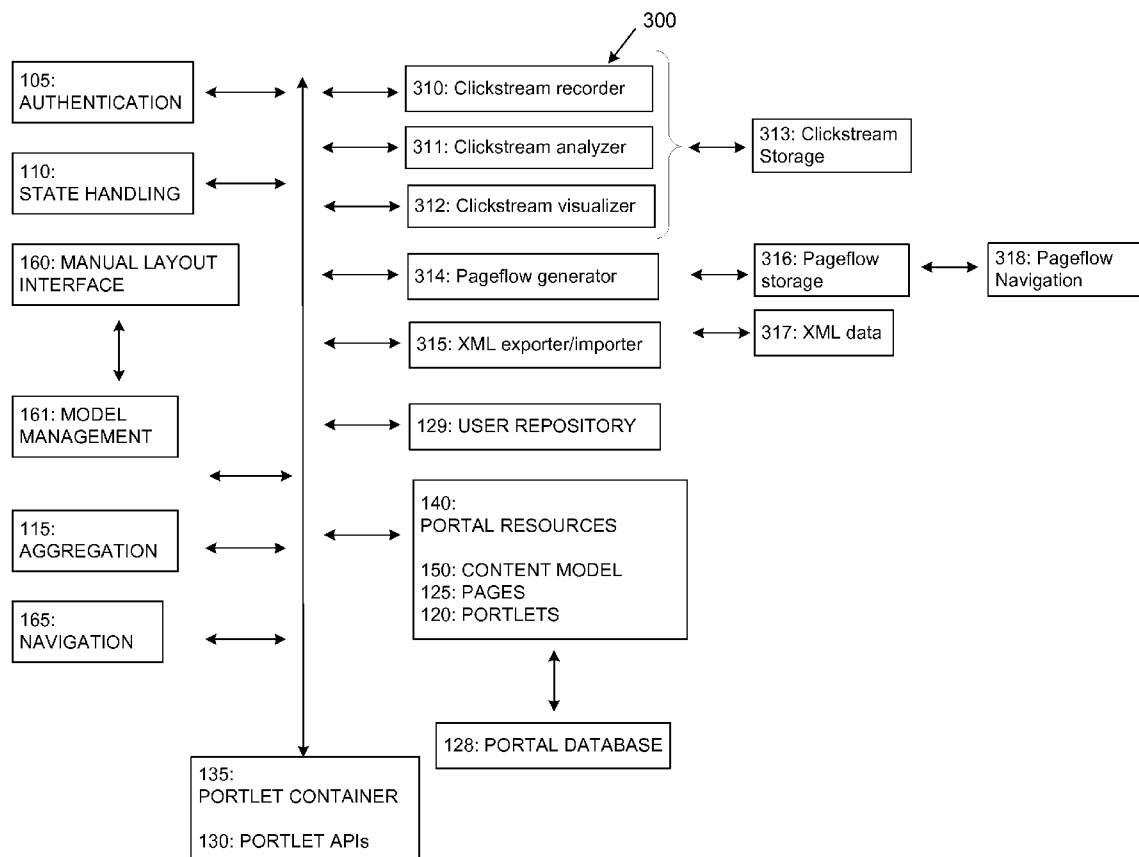 300
105:
AUTHENTICATION
310: Clickstream recorder
311: Clickstream analyzer
313: Clickstream
Storage
110:
STATE HANDLING
312: Clickstream visualizer
160: MANUAL LAYOUT
INTERFACE
314: Pageflow generator
316: Pageflow
storage
318: Pageflow
Navigation
315: XML exporter/importer
317: XML data
161: MODEL
MANAGEMENT
129: USER REPOSITORY
140:
PORTAL RESOURCES
150: CONTENT MODEL
125: PAGES
120: PORTLETS
115:
AGGREGATION
165:
NAVIGATION
128: PORTAL DATABASE
135:
PORTLET CONTAINER
130: PORTLET APIs